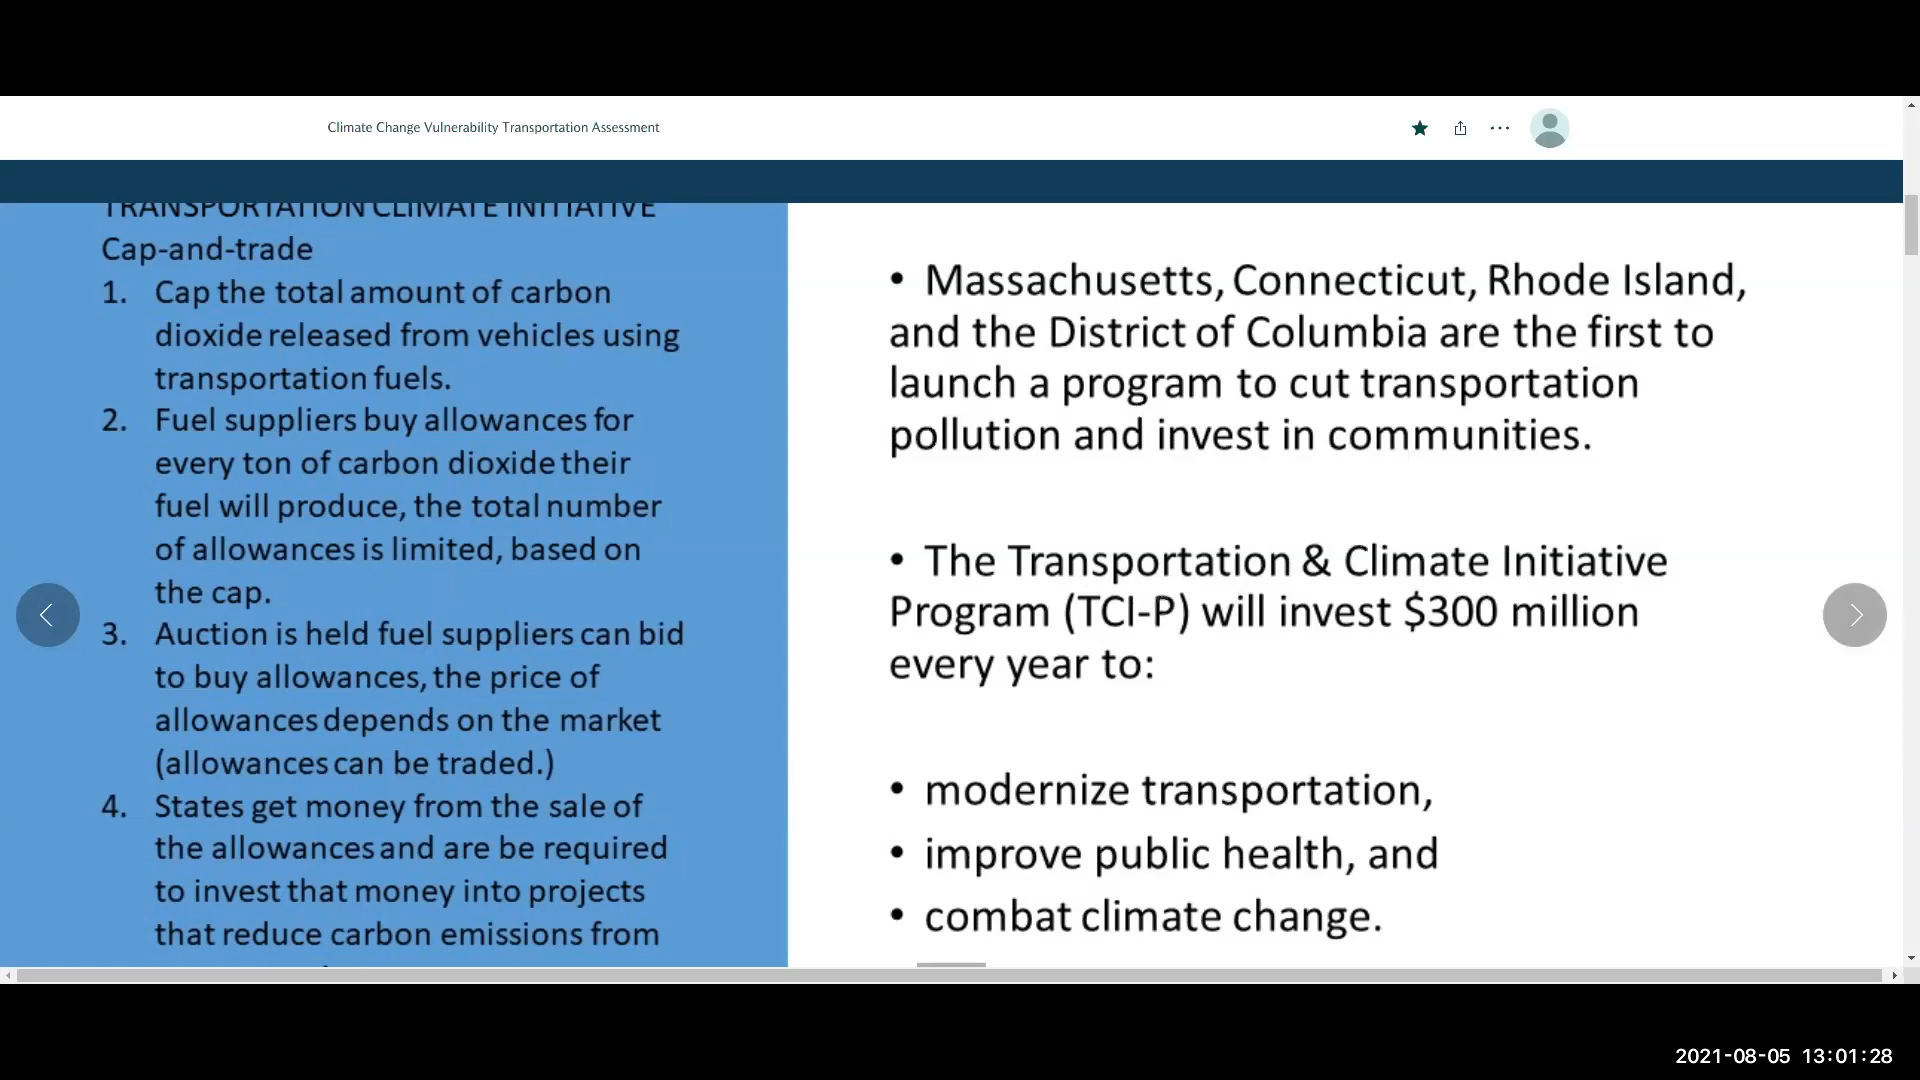 Climate Change Vulnerability Transportation Assessment
TRANSPORTATION CLIMATE INITIATIVE
Cap-and-trade
1. Cap the total amount of carbon
dioxide released from vehicles using
transportation fuels.
2. Fuel suppliers buy allowances for
every ton of carbon dioxide their
fuel will produce, the total number
of allowances is limited, based on
the cap.
3. Auction is held fuel suppliers can bid
to buy allowances, the price of
allowances depends on the market
(allowances can be traded.)
4. States get money from the sale of
the allowances and are be required
to invest that money into projects
that reduce carbon emissions from
• Massachusetts, Connecticut, Rhode Island,
and the District of Columbia are the first to
launch a program to cut transportation
pollution and invest in communities.
• The Transportation & Climate Initiative
Program (TCI-P) will invest $300 million
every year to:
• modernize transportation,
• improve public health, and
• combat climate change.
2021-08-05 13:01:28